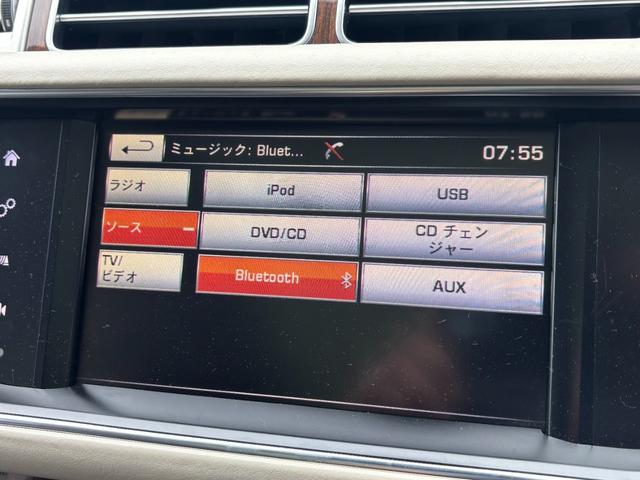 ミュージック: Bluet...
07:55
ラジオ
iPod
USB
ソース
DVD/CD
CD チェン
ジャー
TV/
ビデオ
Bluetooth
AUX